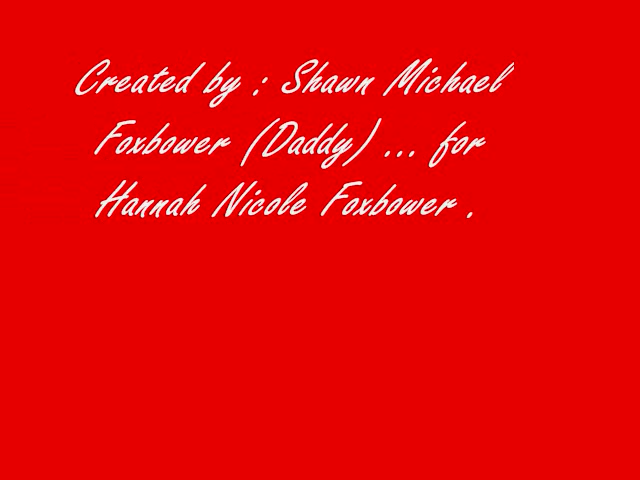 Created by : Shawn Michael
Foxbower (Daddy) ... for
Hannah Nicole Foxbower .